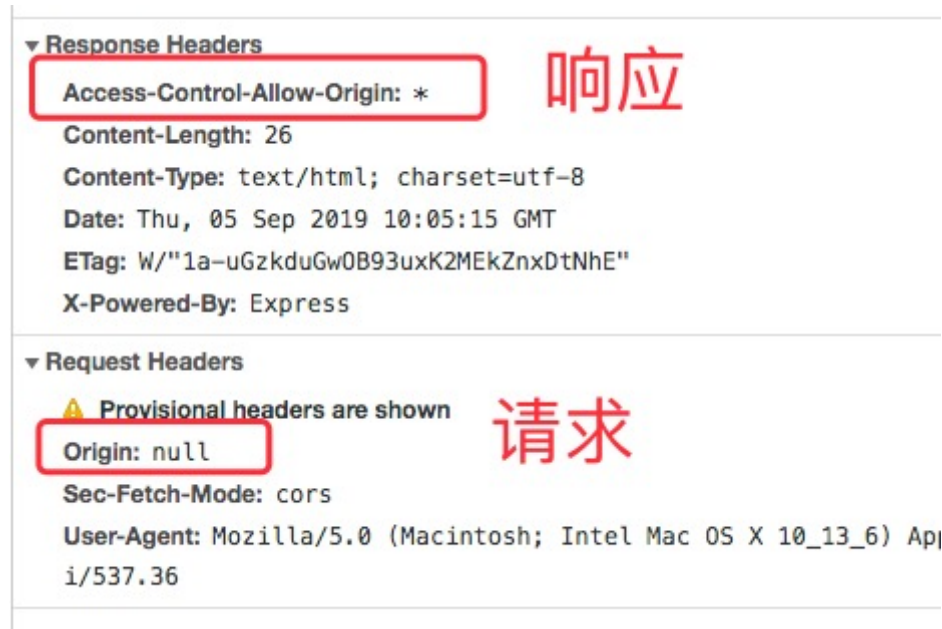 Response Headers
响应
Access-Control-Allow-Origin: *
Content-Length: 26
Content-Type: text/html; charset=utf-8
Date: Thu, 05 Sep 2019 10:05:15 GMT
ETag: W/"1a-uGzkduGwOB93uxK2MEkZnxDtNhE"
X-Powered-By: Express
Request Headers
Provisional headers are shown
请求
Origin: null
Sec-Fetch-Mode: cors
User-Agent: Mozilla/5.0 (Macintosh; Intel Mac OS X 10_13_6) Ap
i/537.36